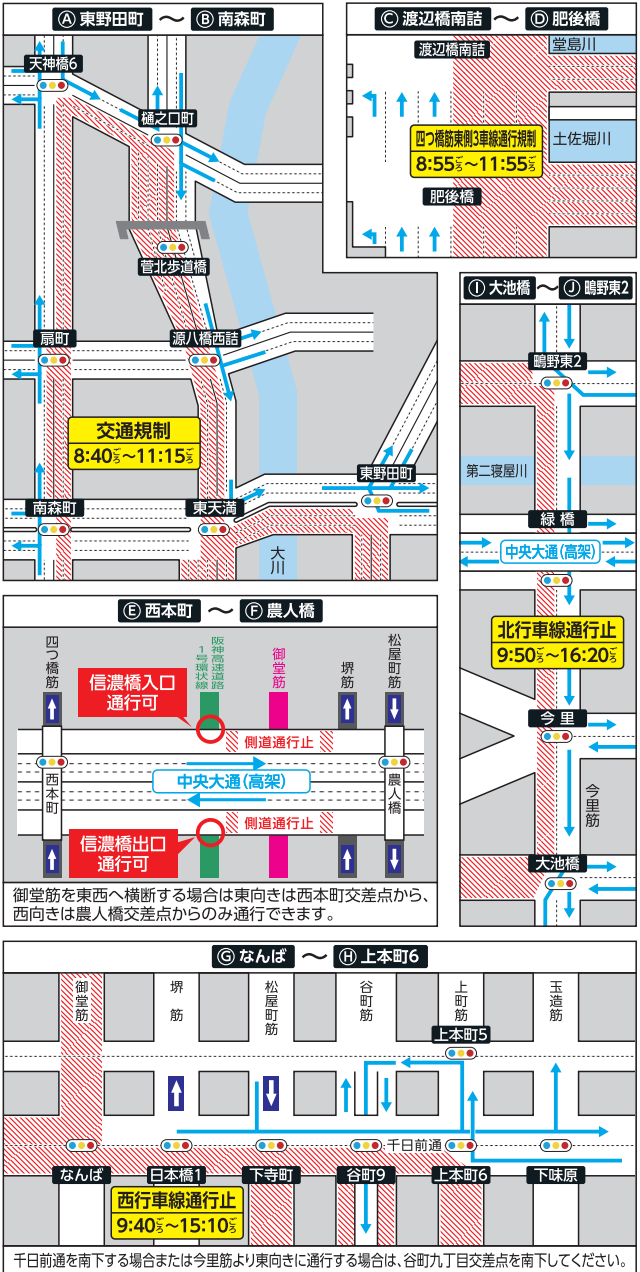 Ⓐ東野田町 ～ Ⓑ南森町
天神橋6
樋之口町
菅北歩道橋
扇町
源八橋西詰
交通規制
8:40ごろ～11:15ごろ
東野田町
南森町
東天満
大川
Ⓒ渡辺橋南詰 ～ Ⓓ肥後橋
渡辺橋南詰
堂島川
四つ橋筋東側3車線通行規制
8:55ごろ～11:55ごろ
土佐堀川
肥後橋
Ⓘ大池橋～Ⓙ鴫野東2
鴫野東2
第二寝屋川
緑橋
中央大通(高架)
北行車線通行止
9:50ごろ～16:20ごろ
今里
今里筋
大池橋
Ⓔ西本町 ～ Ⓕ農人橋
四つ橋筋
阪神高速道路
1号環状線
御堂筋
堺筋
松屋町筋
信濃橋入口
通行可
側道通行止
西本町
中央大通(高架)
農人橋
側道通行止
信濃橋出口
通行可
御堂筋を東西へ横断する場合は東向きは西本町交差点から、
西向きは農人橋交差点からのみ通行できます。
Ⓖなんば ～ Ⓗ上本町6
御堂筋
堺筋
松屋町筋
谷町筋
上町筋
玉造筋
上本町5
千日前通
なんば
日本橋1
下寺町
谷町9
上本町6
下味原
西行車線通行止
9:40ごろ～15:10ごろ
千日前通を南下する場合または今里筋より東向きに通行する場合は、谷町九丁目交差点を南下してください。